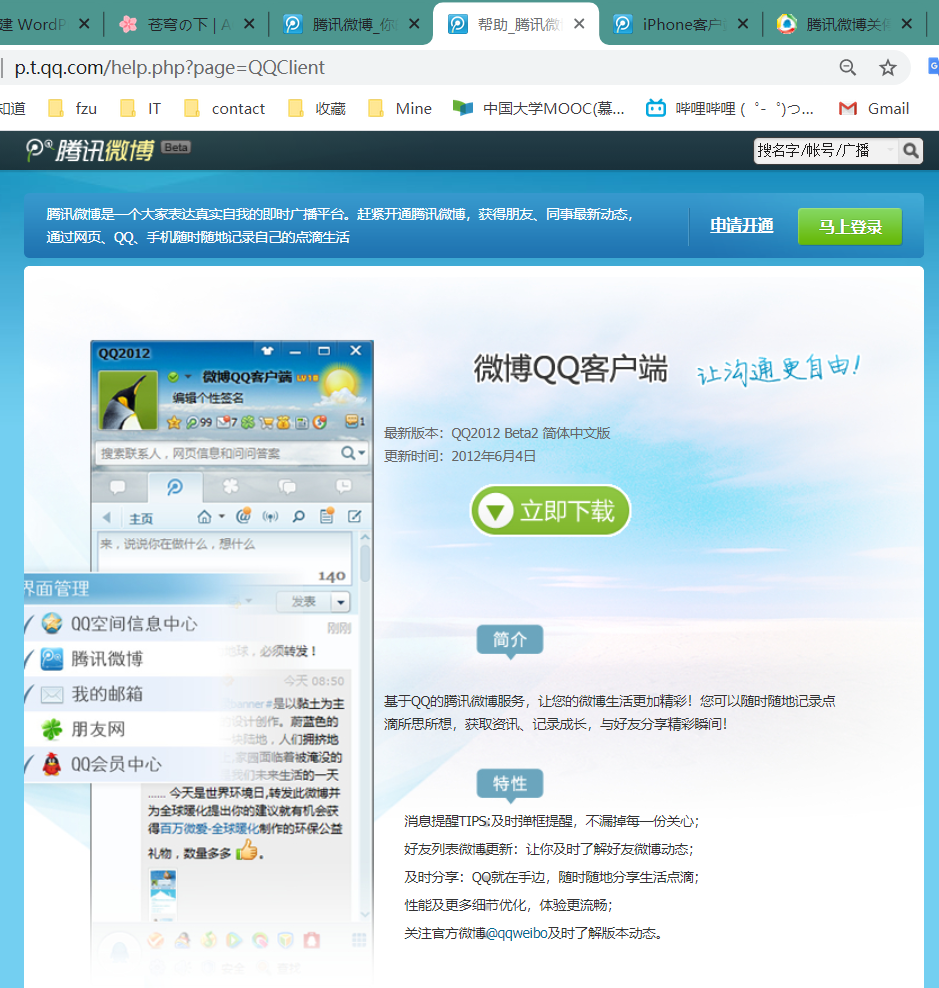 建 WordP
苍穹の下 | A
腾讯微博_你
帮助_腾讯微
iPhone客户
腾讯微博关停
p.t.qq.com/help.php?page=QQClient
知道
fzu
IT
contact
收藏
Mine
中国大学MOOC(慕...
哔哩哔哩 ( ゜- ゜)つ...
Gmail
腾讯微博 Beta
搜名字/帐号/广播
腾讯微博是一个大家表达真实自我的即时广播平台。赶紧开通腾讯微博，获得朋友、同事最新动态，
通过网页、QQ、手机随时随地记录自己的点滴生活
申请开通
马上登录
QQ2012
微博QQ客户端 LV18
编辑个性签名
99
7
1
搜索联系人，网页信息和问问答案
主页
来，说说你在做什么，想什么
140
发表
界面管理
QQ空间信息中心
腾讯微博
我的邮箱
朋友网
QQ会员中心
刚刚
地球，必须转发！
今天 08:50
banner#是以黏土为主
设计创作。蔚蓝色的
块陆地，人们拥挤地
上,家园面临着被淹没的
我们未来生活的一天
...... 今天是世界环境日,转发此微博并
为全球暖化提出你的建议就有机会获
得百万微爱-全球暖化制作的环保公益
礼物，数量多多 。
微博QQ客户端
让沟通更自由!
最新版本：QQ2012 Beta2 简体中文版
更新时间：2012年6月4日
立即下载
简介
基于QQ的腾讯微博服务，让您的微博生活更加精彩！您可以随时随地记录点
滴所思所想，获取资讯、记录成长，与好友分享精彩瞬间！
特性
消息提醒TIPS:及时弹框提醒，不漏掉每一份关心；
好友列表微博更新：让你及时了解好友微博动态；
及时分享：QQ就在手边，随时随地分享生活点滴；
性能及更多细节优化，体验更流畅；
关注官方微博@qqweibo及时了解版本动态。